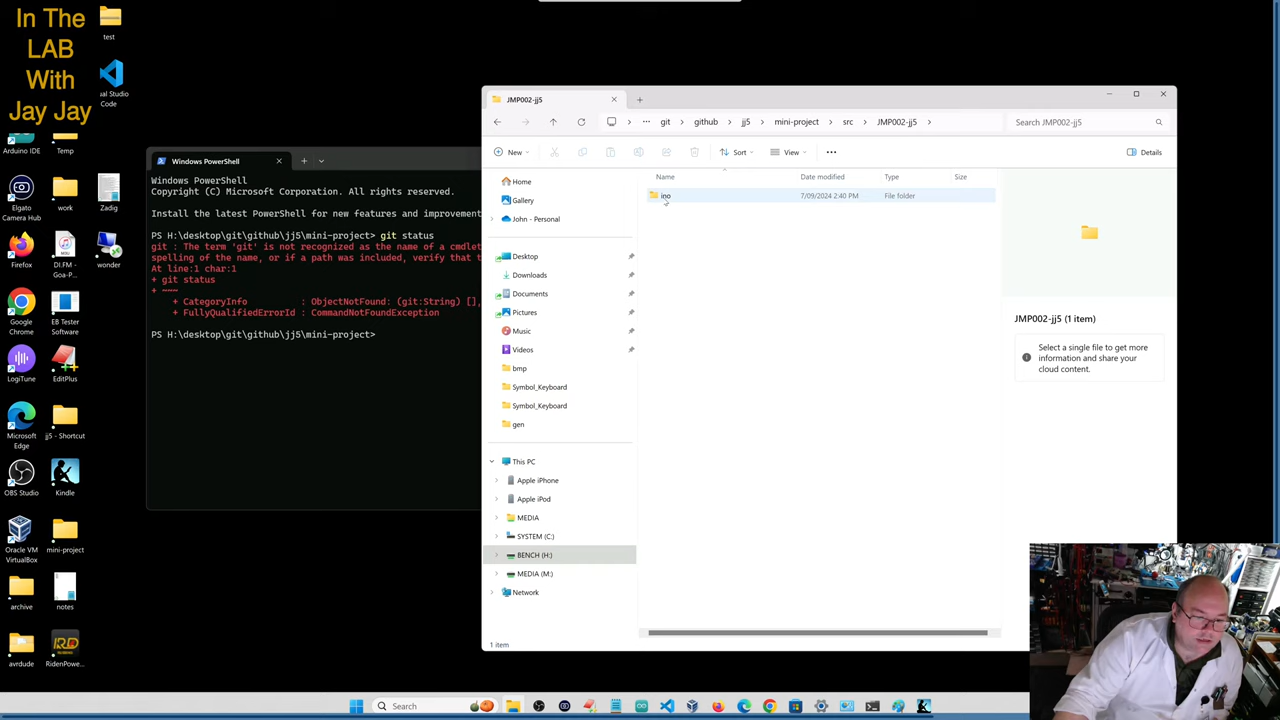 In The
LAB
With
Jay Jay
test
ual Studio
Code
Arduino IDE
Temp
Elgato
Camera Hub
work
Zadig
Firefox
DI.FM -
Goa-P...
wonder
Google
Chrome
EB Tester
Software
LogiTune
EditPlus
Microsoft
Edge
jj5 - Shortcut
OBS Studio
Kindle
Oracle VM
VirtualBox
mini-project
archive
notes
avrdude
RidenPowe...
Windows PowerShell
Windows PowerShell
Copyright (C) Microsoft Corporation. All rights reserved.
Install the latest PowerShell for new features and improvement
PS H:\desktop\git\github\jj5\mini-project> git status
git : The term 'git' is not recognized as the name of a cmdlet
spelling of the name, or if a path was included, verify that t
At line:1 char:1
+ git status
+ ~~~
+ CategoryInfo : ObjectNotFound: (git:String) [],
+ FullyQualifiedErrorId : CommandNotFoundException
PS H:\desktop\git\github\jj5\mini-project>
JMP002-jj5
git
github
jj5
mini-project
src
JMP002-jj5
Search JMP002-jj5
New
Sort
View
Details
Home
Gallery
John - Personal
Desktop
Downloads
Documents
Pictures
Music
Videos
bmp
Symbol_Keyboard
Symbol_Keyboard
gen
This PC
Apple iPhone
Apple iPod
MEDIA
SYSTEM (C:)
BENCH (H:)
MEDIA (M:)
Network
Name Date modified Type Size
ino 7/09/2024 2:40 PM File folder
JMP002-jj5 (1 item)
Select a single file to get more
information and share your
cloud content.
1 item
Search